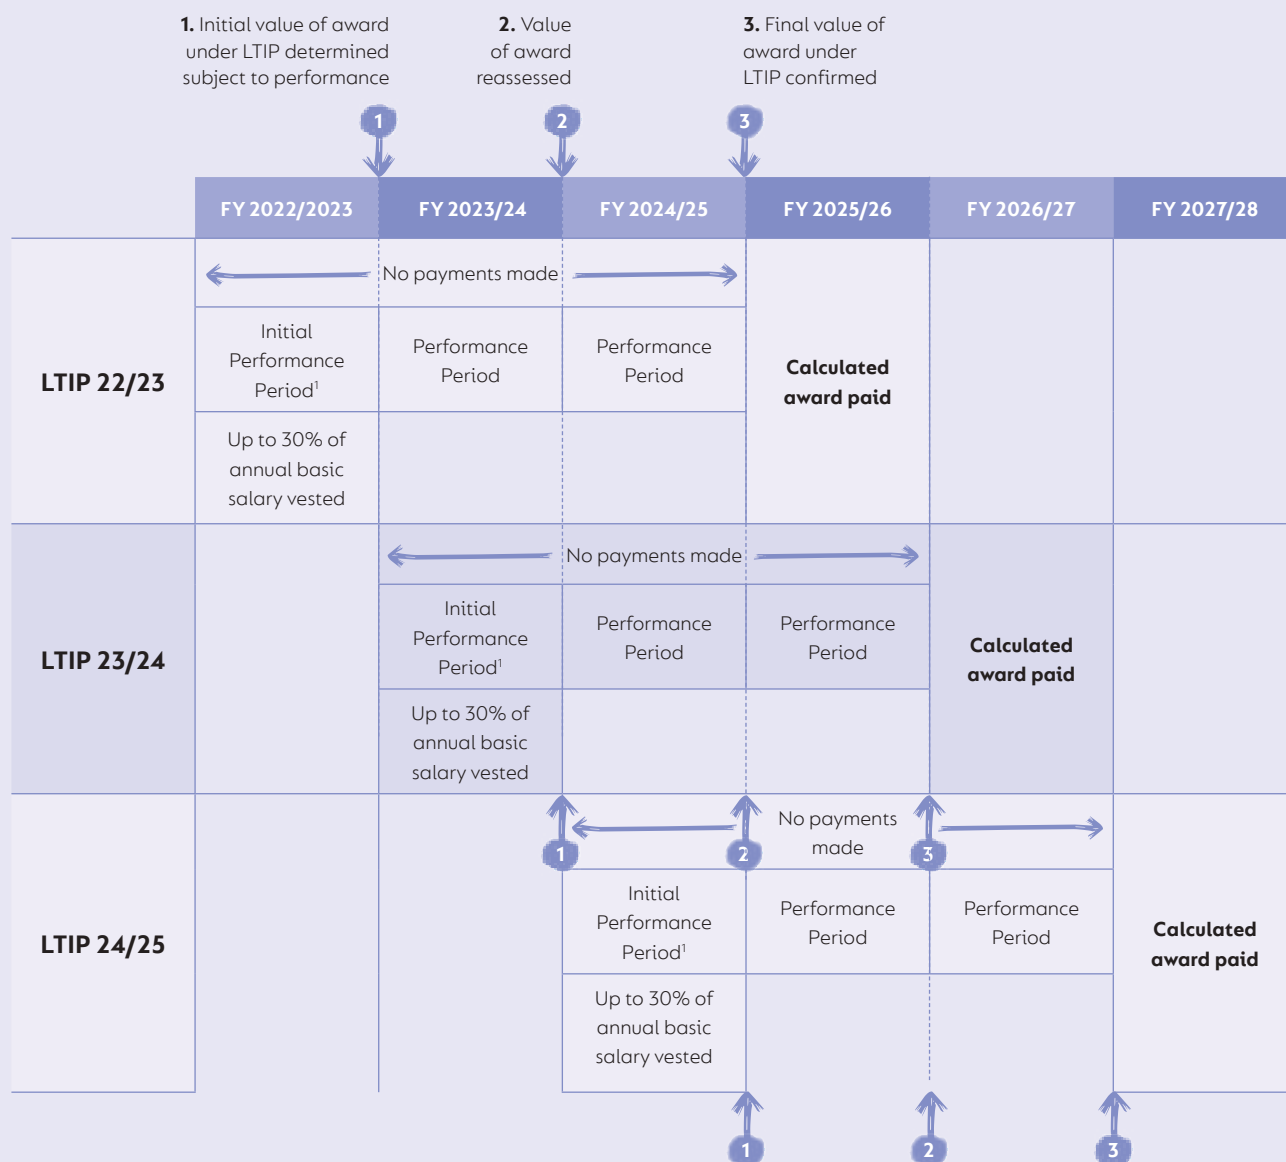 1. Initial value of award
under LTIP determined
subject to performance
2. Value
of award
reassessed
3. Final value of
award under
LTIP confirmed
1
2
3
FY 2022/2023
FY 2023/24
FY 2024/25
FY 2025/26
FY 2026/27
FY 2027/28
LTIP 22/23
No payments made
Initial
Performance
Period¹
Performance
Period
Performance
Period
Up to 30% of
annual basic
salary vested
Calculated
award paid
LTIP 23/24
No payments made
Initial
Performance
Period¹
Performance
Period
Performance
Period
Up to 30% of
annual basic
salary vested
Calculated
award paid
1
2
3
LTIP 24/25
No payments
made
Initial
Performance
Period¹
Performance
Period
Performance
Period
Up to 30% of
annual basic
salary vested
Calculated
award paid
1
2
3